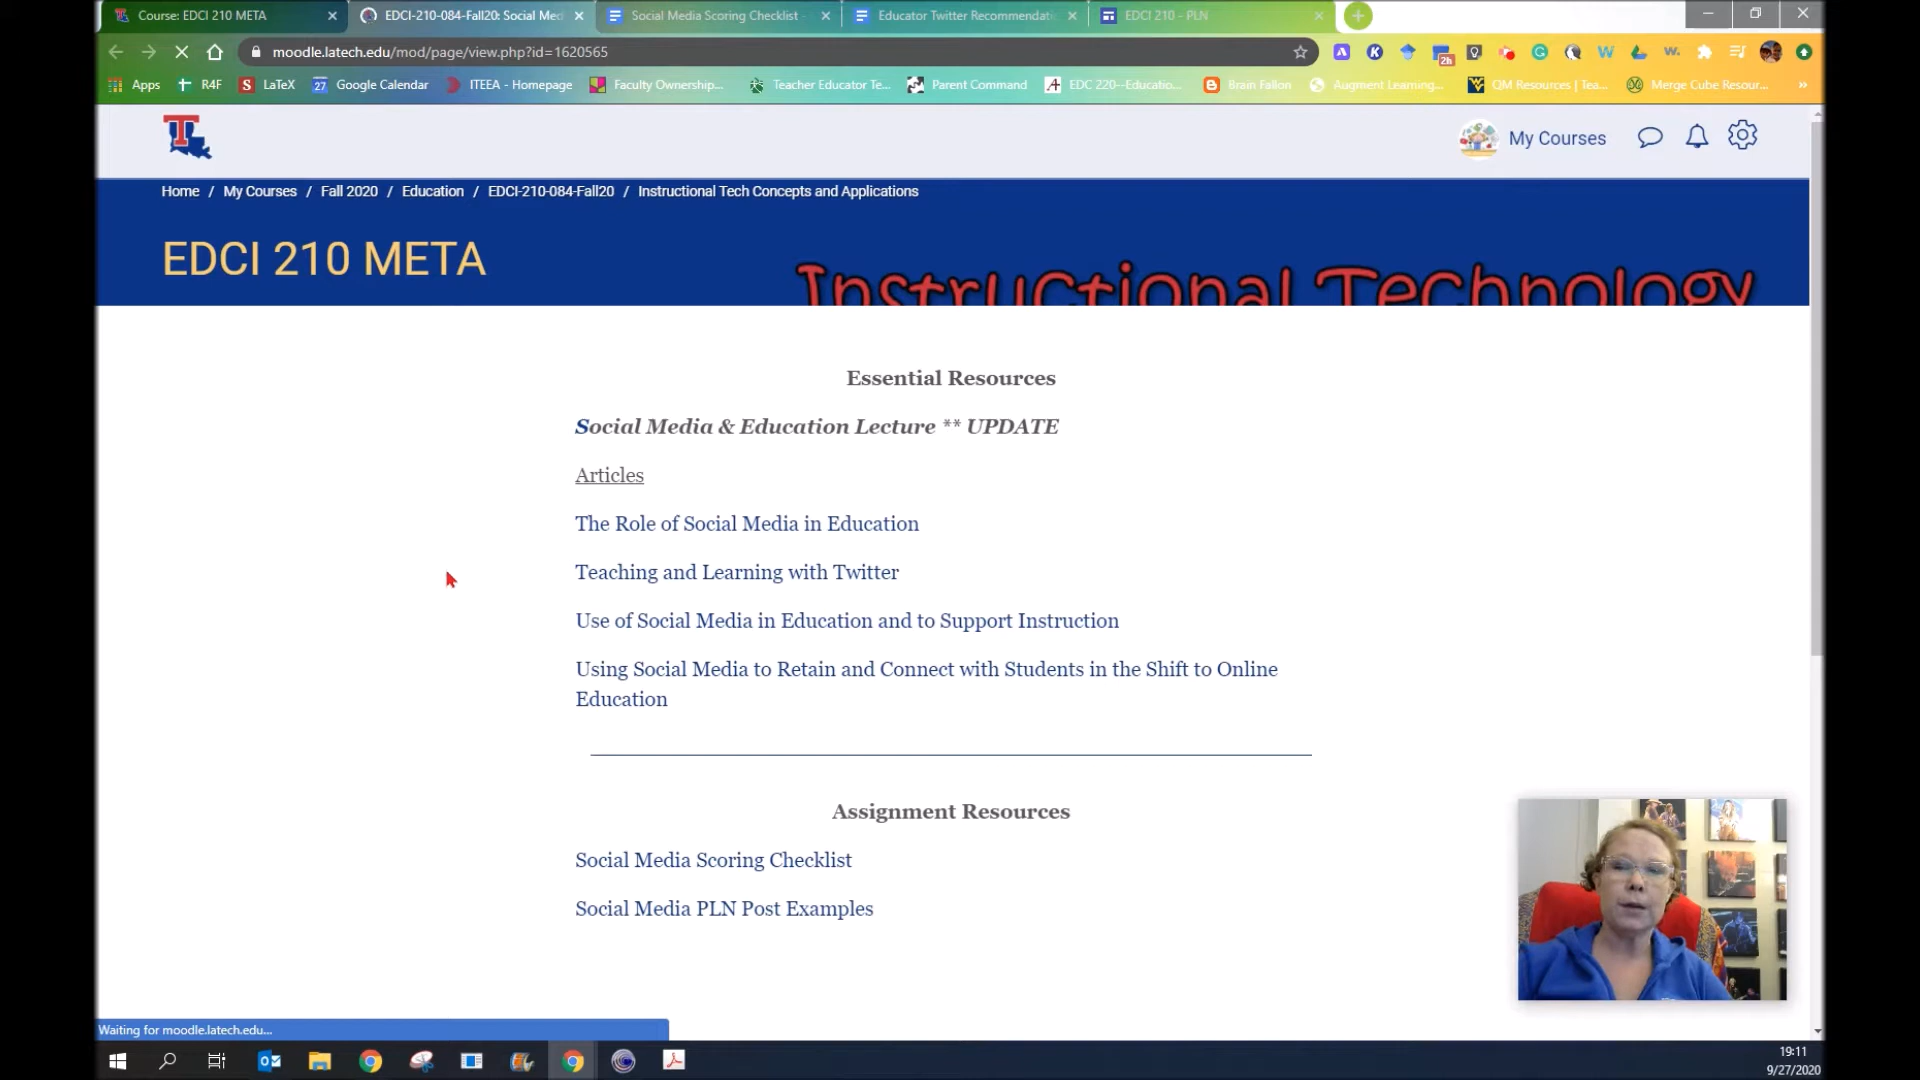 Course: EDCI 210 META
EDCI-210-084-Fall20: Social Med
Social Media Scoring Checklist -
Educator Twitter Recommendati
EDCI 210 - PLN
moodle.latech.edu/mod/page/view.php?id=1620565
2h
Apps
R4F
LaTeX
27
Google Calendar
ITEEA - Homepage
Faculty Ownership...
Teacher Educator Te...
Parent Command
EDC 220--Educatio...
Brain Fallon
Augment Learning...
QM Resources | Tea...
Merge Cube Resour...
»
My Courses
Home / My Courses / Fall 2020 / Education / EDCI-210-084-Fall20 / Instructional Tech Concepts and Applications
EDCI 210 META
Instructional Technology
Essential Resources
Social Media & Education Lecture ** UPDATE
Articles
The Role of Social Media in Education
Teaching and Learning with Twitter
Use of Social Media in Education and to Support Instruction
Using Social Media to Retain and Connect with Students in the Shift to Online
Education
Assignment Resources
Social Media Scoring Checklist
Social Media PLN Post Examples
Waiting for moodle.latech.edu...
19:11
9/27/2020